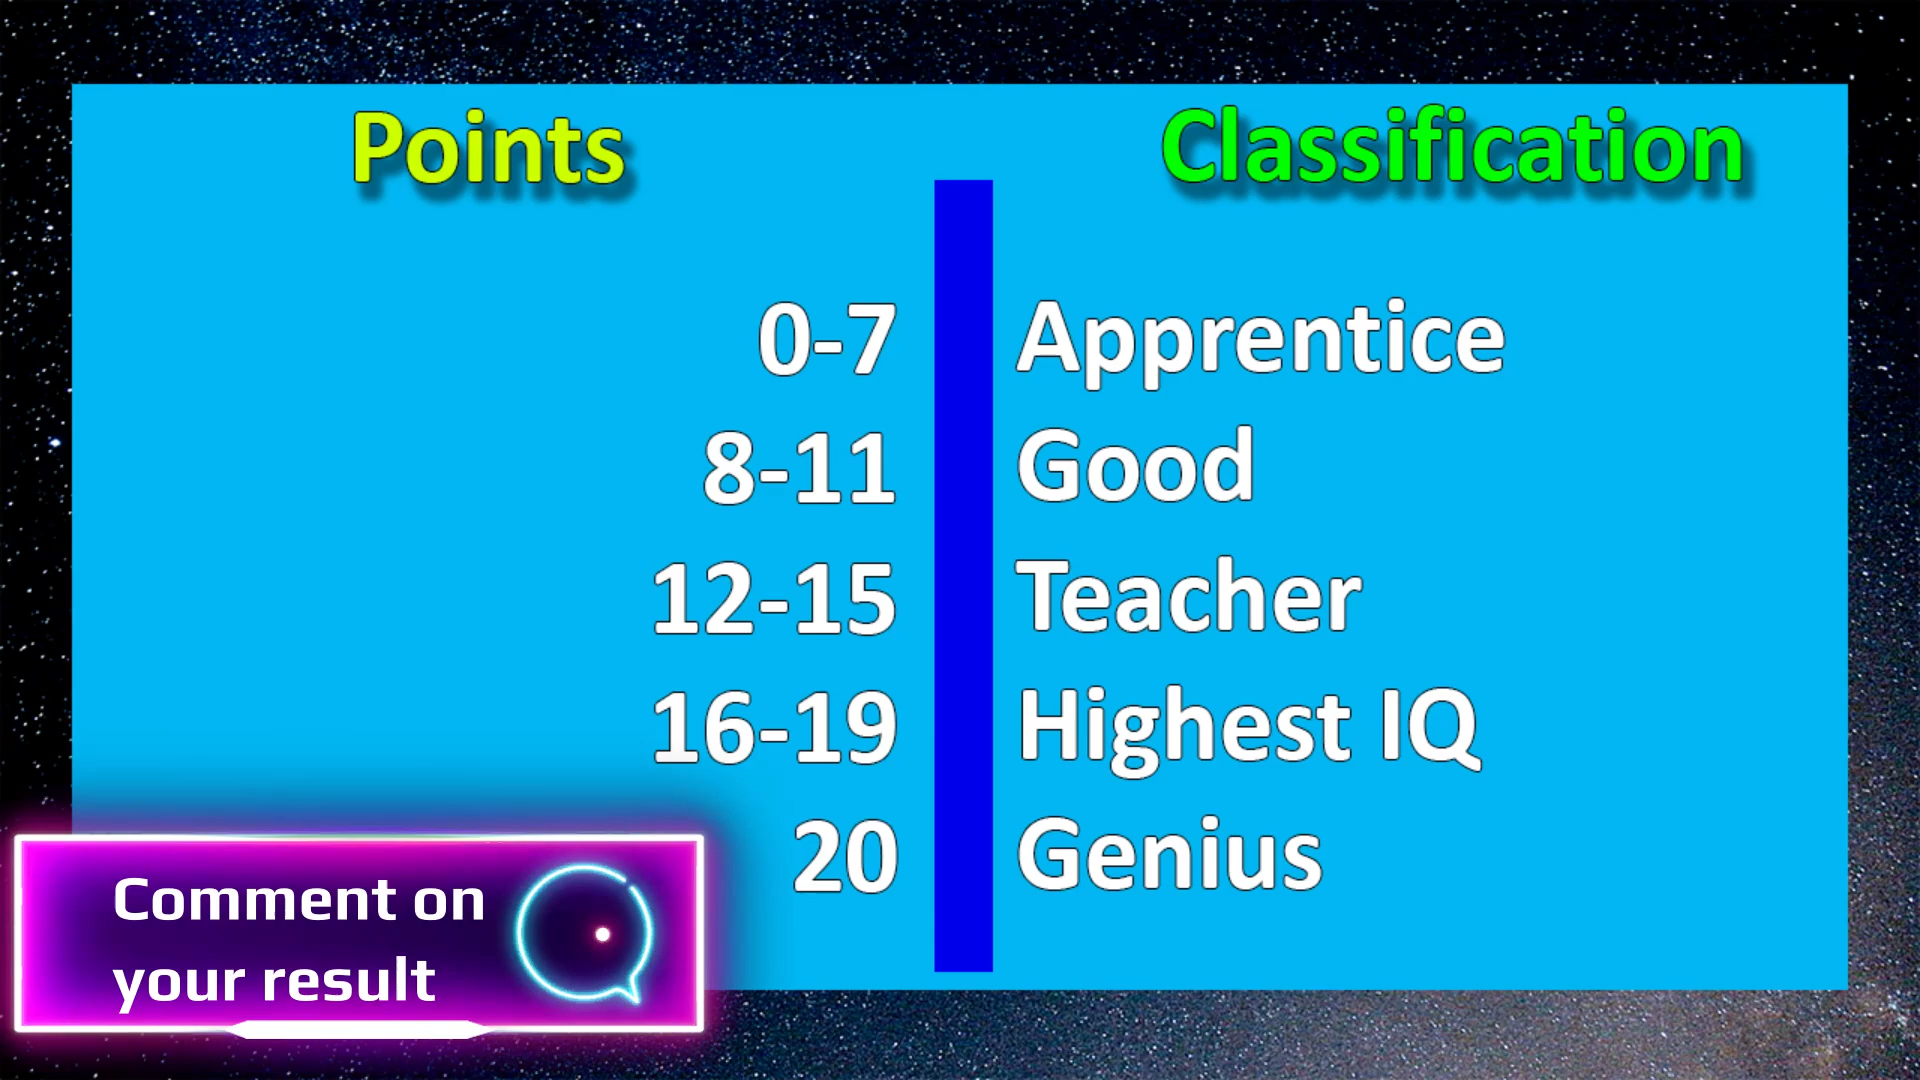 Points Classification
0-7 Apprentice
8-11 Good
12-15 Teacher
16-19 Highest IQ
20 Genius
Comment on
your result